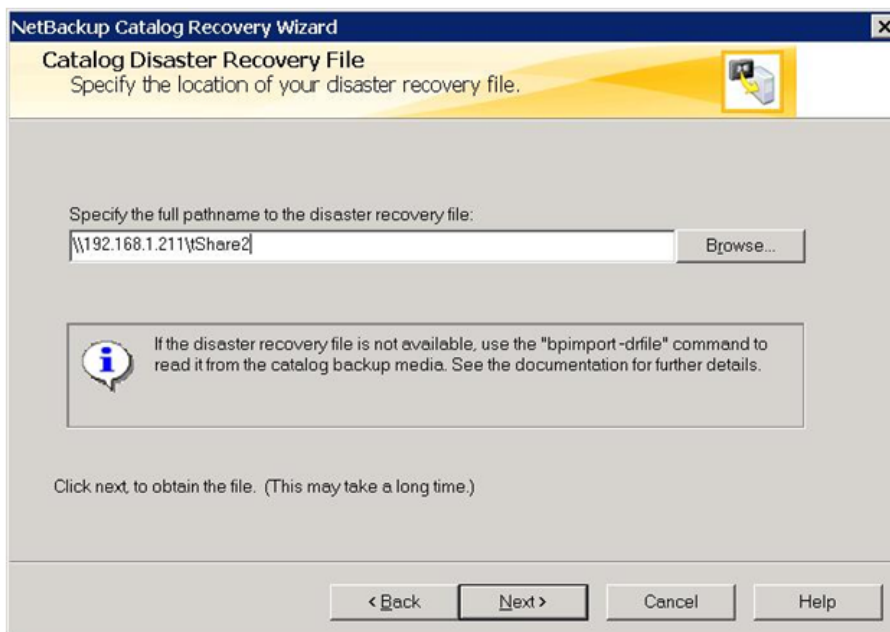 NetBackup Catalog Recovery Wizard
Catalog Disaster Recovery File
Specify the location of your disaster recovery file.
Specify the full pathname to the disaster recovery file:
\\192.168.1.211\tShare2
Browse...
If the disaster recovery file is not available, use the "bpimport -drfile" command to
read it from the catalog backup media. See the documentation for further details.
Click next, to obtain the file. (This may take a long time.)
< Back
Next >
Cancel
Help